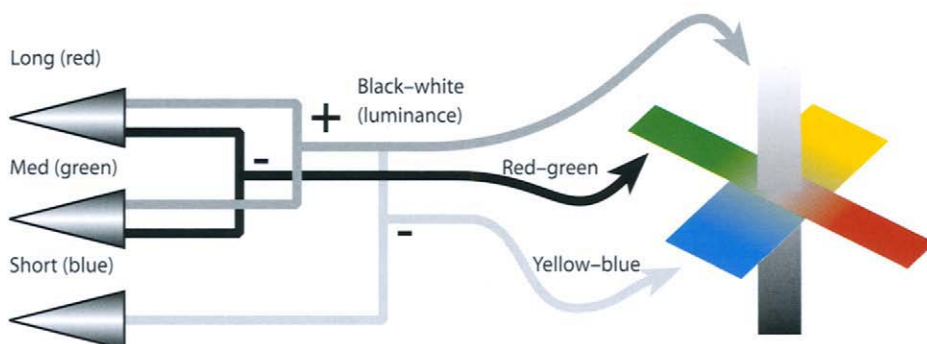 Long (red)
Black–white
(luminance)
+
-
Med (green)
Red–green
-
Short (blue)
Yellow–blue